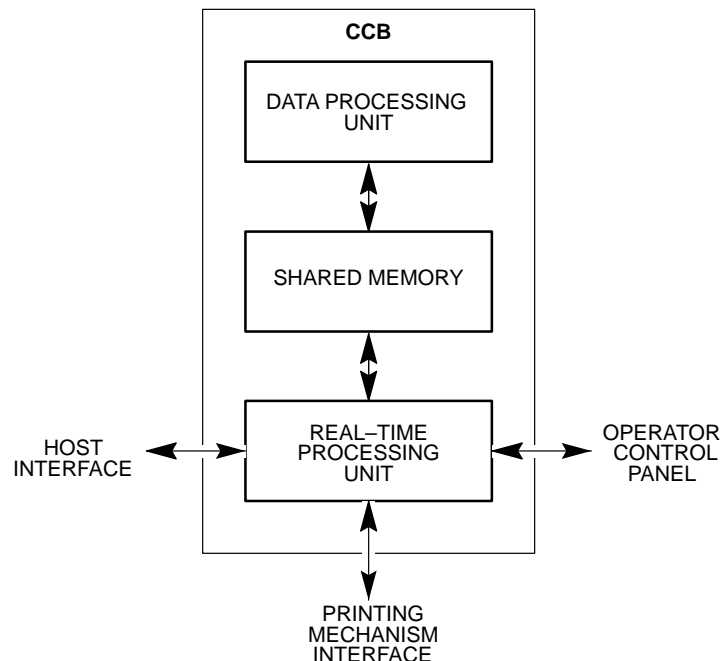 CCB
DATA PROCESSING
UNIT
SHARED MEMORY
REAL–TIME
PROCESSING
UNIT
HOST
INTERFACE
OPERATOR
CONTROL
PANEL
PRINTING
MECHANISM
INTERFACE